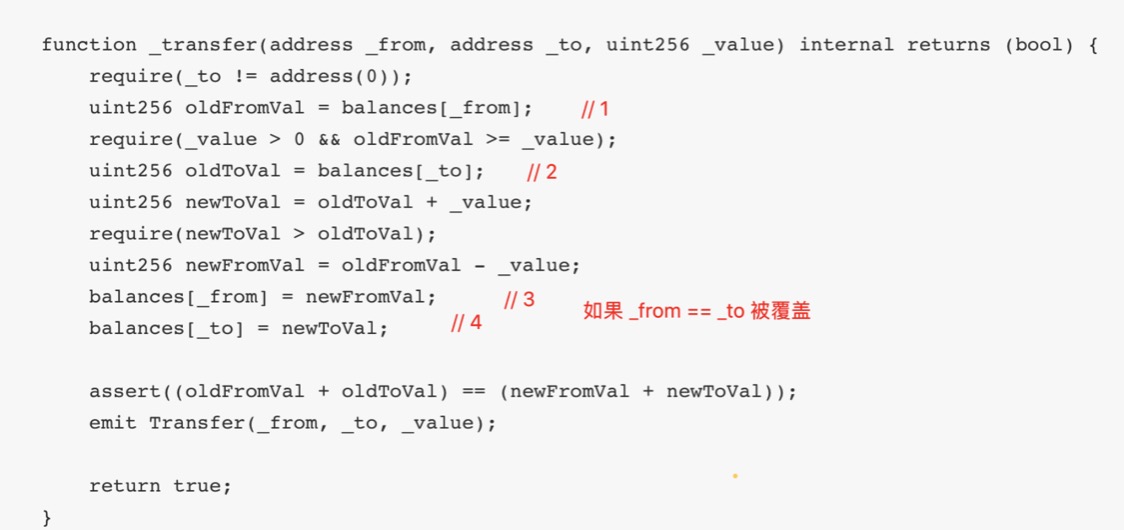 function _transfer(address _from, address _to, uint256 _value) internal returns (bool) {
    require(_to != address(0));
    uint256 oldFromVal = balances[_from];    // 1
    require(_value > 0 && oldFromVal >= _value);
    uint256 oldToVal = balances[_to];    // 2
    uint256 newToVal = oldToVal + _value;
    require(newToVal > oldToVal);
    uint256 newFromVal = oldFromVal - _value;
    balances[_from] = newFromVal;    // 3    如果 _from == _to 被覆盖
    balances[_to] = newToVal;    // 4
    assert((oldFromVal + oldToVal) == (newFromVal + newToVal));
    emit Transfer(_from, _to, _value);
    return true;
}